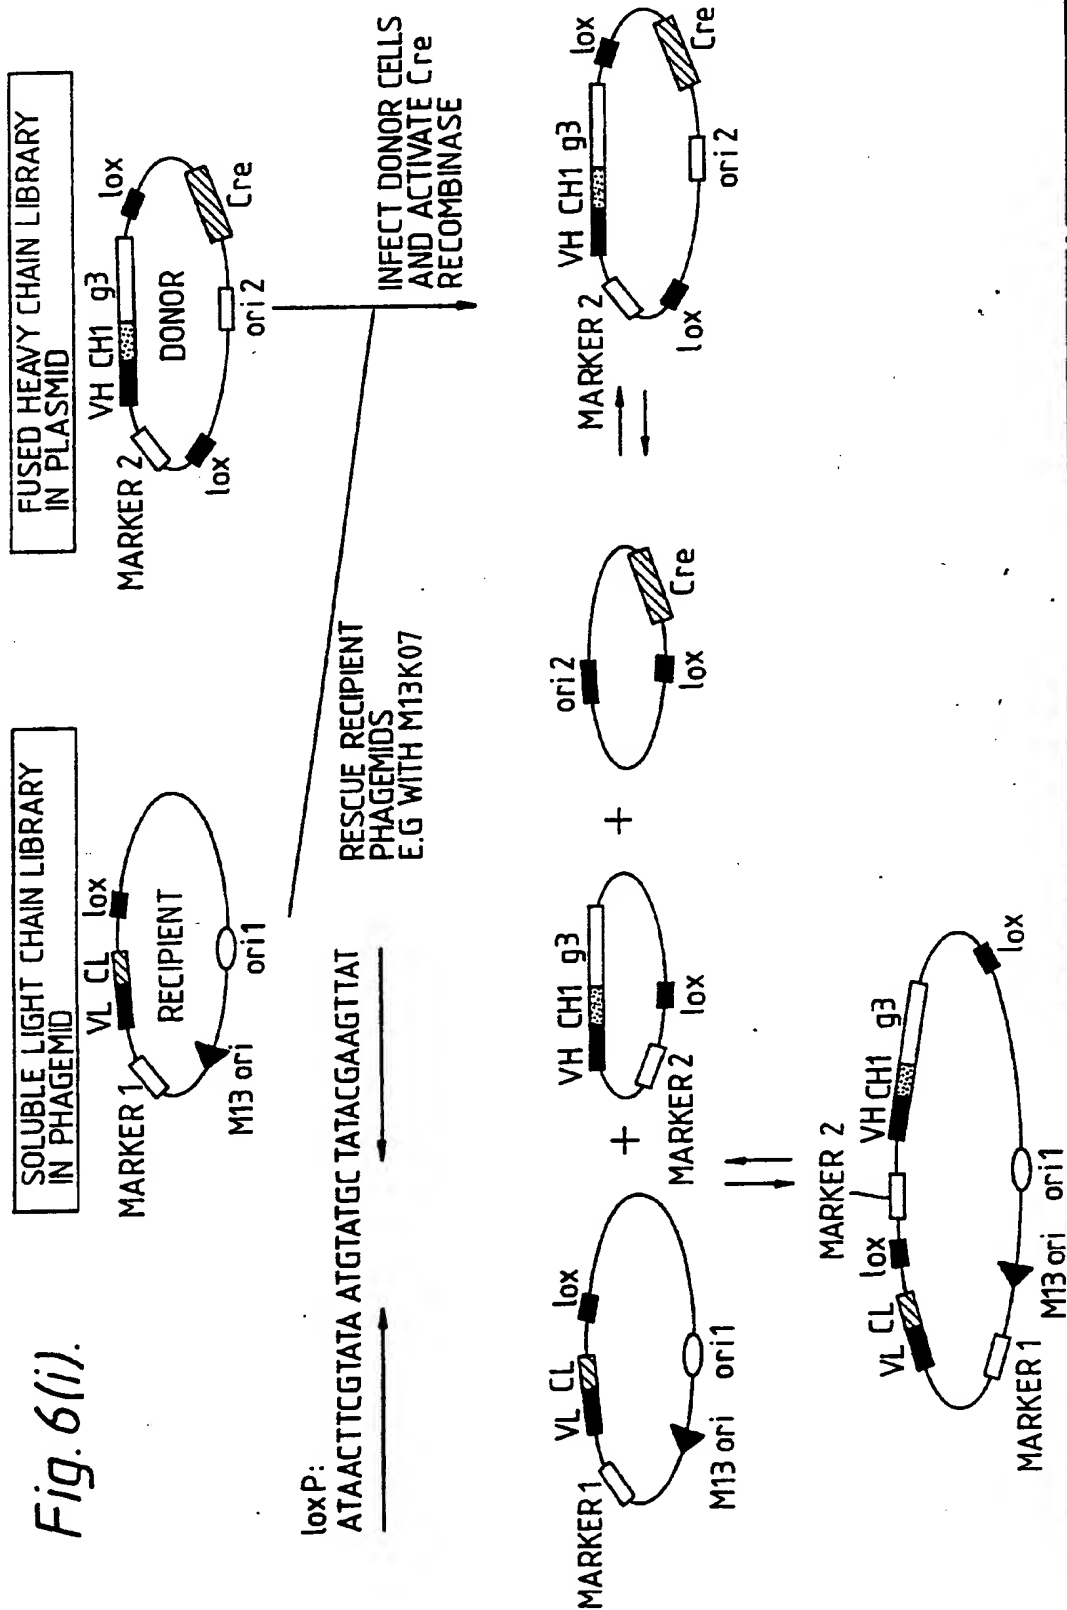 Fig. 6(i).
SOLUBLE LIGHT CHAIN LIBRARY
IN PHAGEMID
FUSED HEAVY CHAIN LIBRARY
IN PLASMID
VL CL lox
MARKER 1
RECIPIENT
M13 ori
ori1
VH CH1 g3
lox
MARKER 2
DONOR
lox
ori 2
Cre
loxP:
ATAACTTCGTATA ATGTATGC TATACGAAGTTAT
RESCUE RECIPIENT
PHAGEMIDS
E.G WITH M13K07
INFECT DONOR CELLS
AND ACTIVATE Cre
RECOMBINASE
MARKER1
VL CL
lox
M13 ori
ori1
+
VH CH1 g3
MARKER 2
lox
+
ori 2
lox
Cre
MARKER 2
VH CH1 g3
lox
lox
ori 2
Cre
MARKER 2
VL CL
lox
VH CH1
g3
lox
MARKER 1
M13 ori
ori1